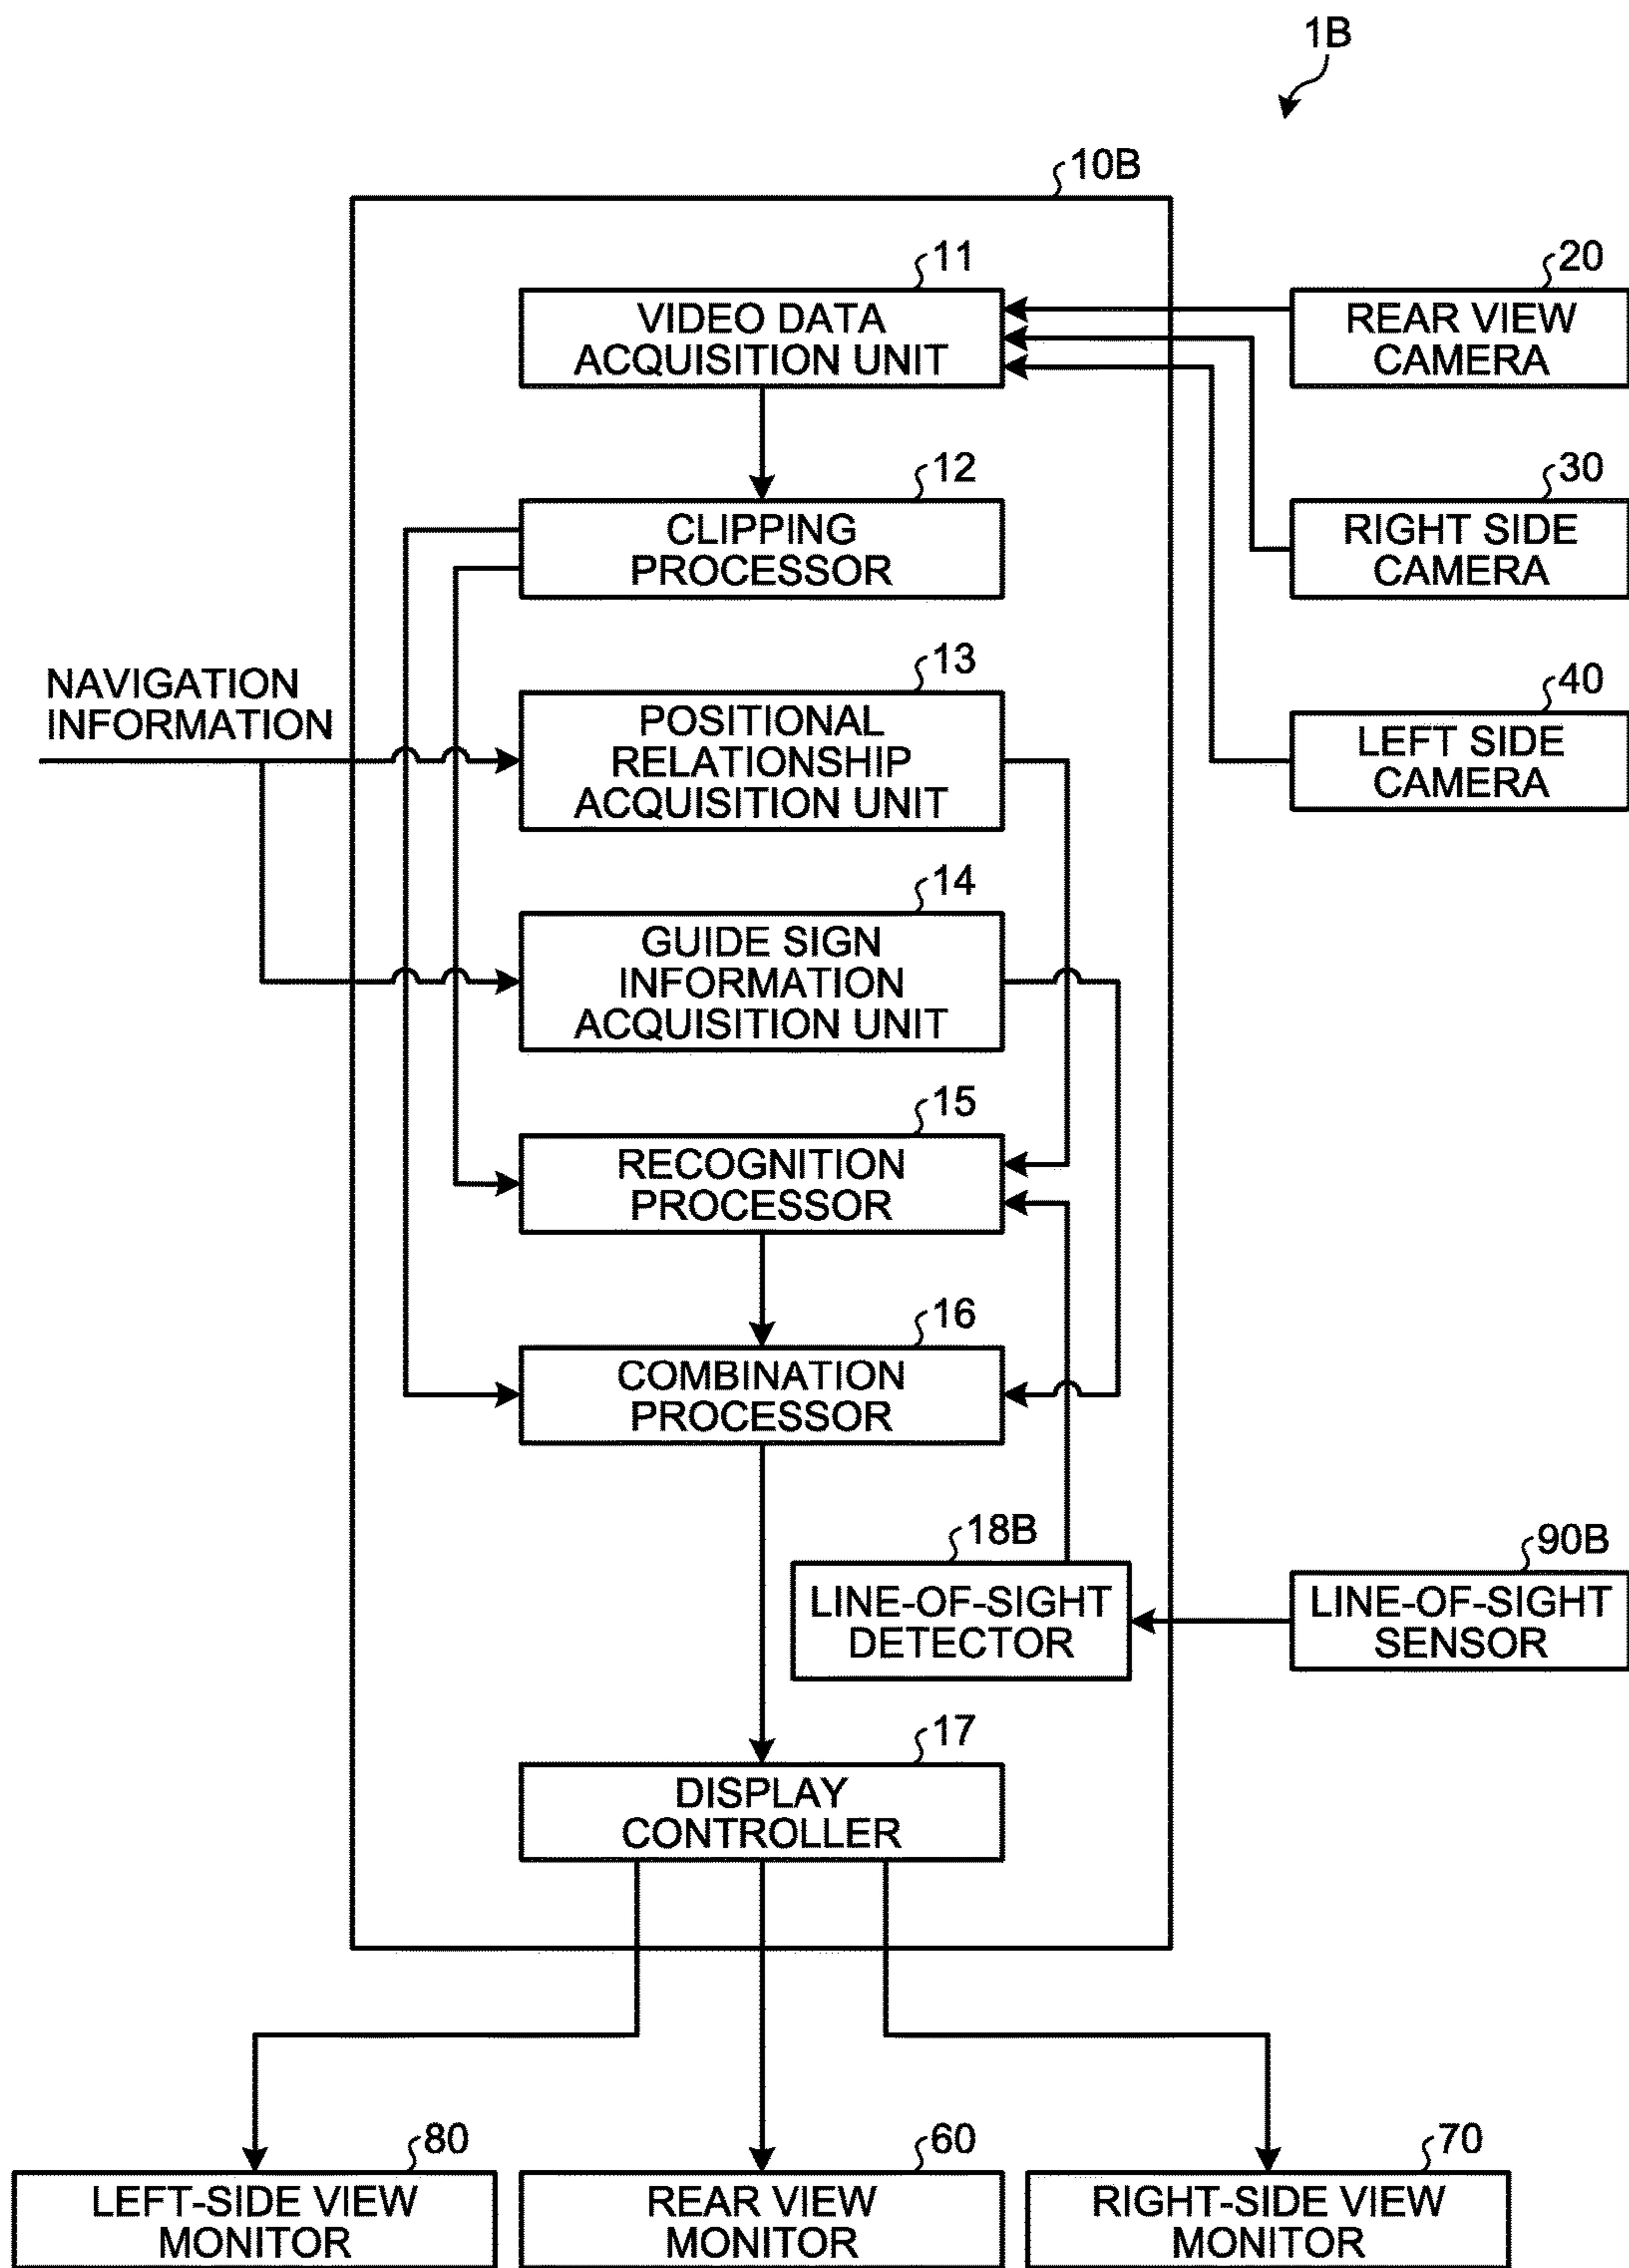 1B
10B
11
VIDEO DATA
ACQUISITION UNIT
20
REAR VIEW
CAMERA
12
CLIPPING
PROCESSOR
30
RIGHT SIDE
CAMERA
NAVIGATION
INFORMATION
13
POSITIONAL
RELATIONSHIP
ACQUISITION UNIT
40
LEFT SIDE
CAMERA
14
GUIDE SIGN
INFORMATION
ACQUISITION UNIT
15
RECOGNITION
PROCESSOR
16
COMBINATION
PROCESSOR
18B
LINE-OF-SIGHT
DETECTOR
90B
LINE-OF-SIGHT
SENSOR
17
DISPLAY
CONTROLLER
80
LEFT-SIDE VIEW
MONITOR
60
REAR VIEW
MONITOR
70
RIGHT-SIDE VIEW
MONITOR